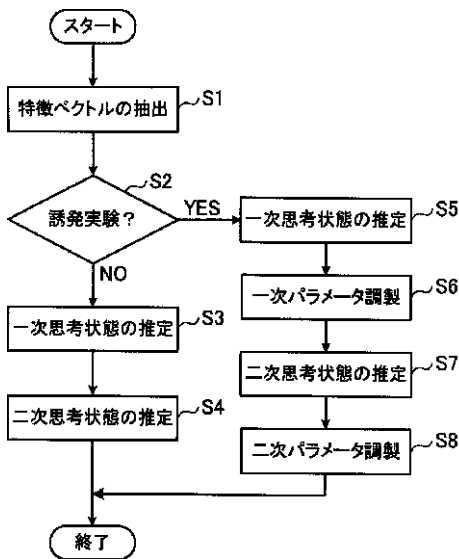 スタート
特徴ベクトルの抽出
S1
誘発実験?
S2
YES
NO
一次思考状態の推定
S3
二次思考状態の推定
S4
一次思考状態の推定
S5
一次パラメータ調製
S6
二次思考状態の推定
S7
二次パラメータ調製
S8
終了